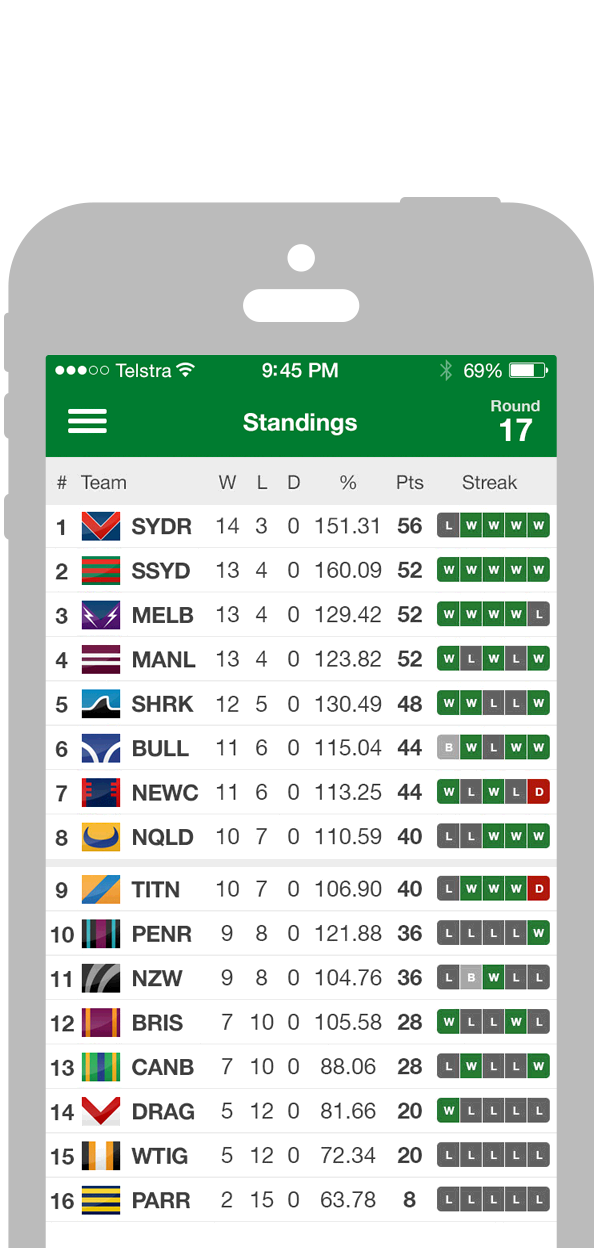 Telstra 9:45 PM 69%
Standings Round 17
# Team W L D % Pts Streak
1 SYDR 14 3 0 151.31 56 L W W W W
2 SSYD 13 4 0 160.09 52 W W W W W
3 MELB 13 4 0 129.42 52 W W W W L
4 MANL 13 4 0 123.82 52 W L W L W
5 SHRK 12 5 0 130.49 48 W W L L W
6 BULL 11 6 0 115.04 44 B W L W W
7 NEWC 11 6 0 113.25 44 W L W L D
8 NQLD 10 7 0 110.59 40 L L W W W
9 TITN 10 7 0 106.90 40 L W W W D
10 PENR 9 8 0 121.88 36 L L L L W
11 NZW 9 8 0 104.76 36 L B W L L
12 BRIS 7 10 0 105.58 28 W L L W L
13 CANB 7 10 0 88.06 28 L W L L W
14 DRAG 5 12 0 81.66 20 W L L L L
15 WTIG 5 12 0 72.34 20 L L L L L
16 PARR 2 15 0 63.78 8 L L L L L